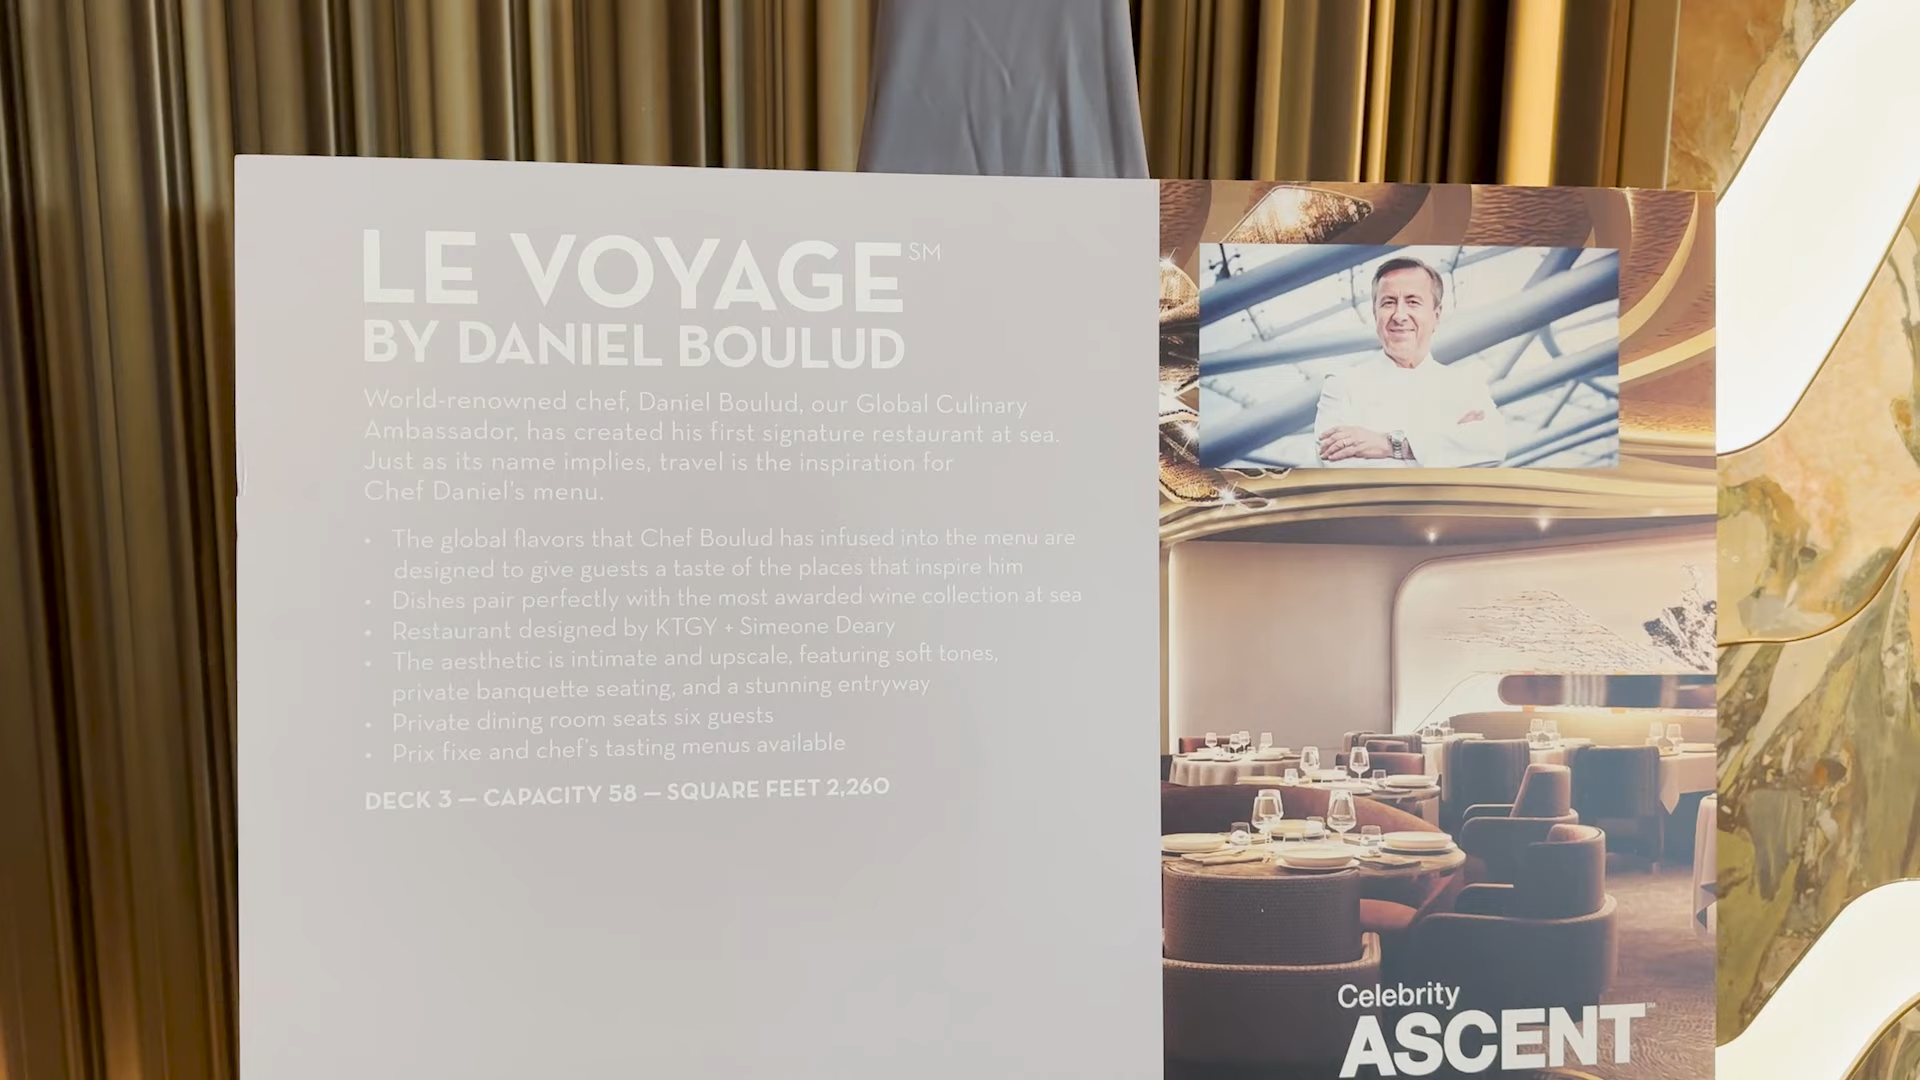 LE VOYAGE℠
BY DANIEL BOULUD
World-renowned chef, Daniel Boulud, our Global Culinary
Ambassador, has created his first signature restaurant at sea.
Just as its name implies, travel is the inspiration for
Chef Daniel's menu.
• The global flavors that Chef Boulud has infused into the menu are
designed to give guests a taste of the places that inspire him
• Dishes pair perfectly with the most awarded wine collection at sea
• Restaurant designed by KTGY + Simeone Deary
• The aesthetic is intimate and upscale, featuring soft tones,
private banquette seating, and a stunning entryway
• Private dining room seats six guests
• Prix fixe and chef's tasting menus available
DECK 3 — CAPACITY 58 — SQUARE FEET 2,260
Celebrity
ASCENT℠